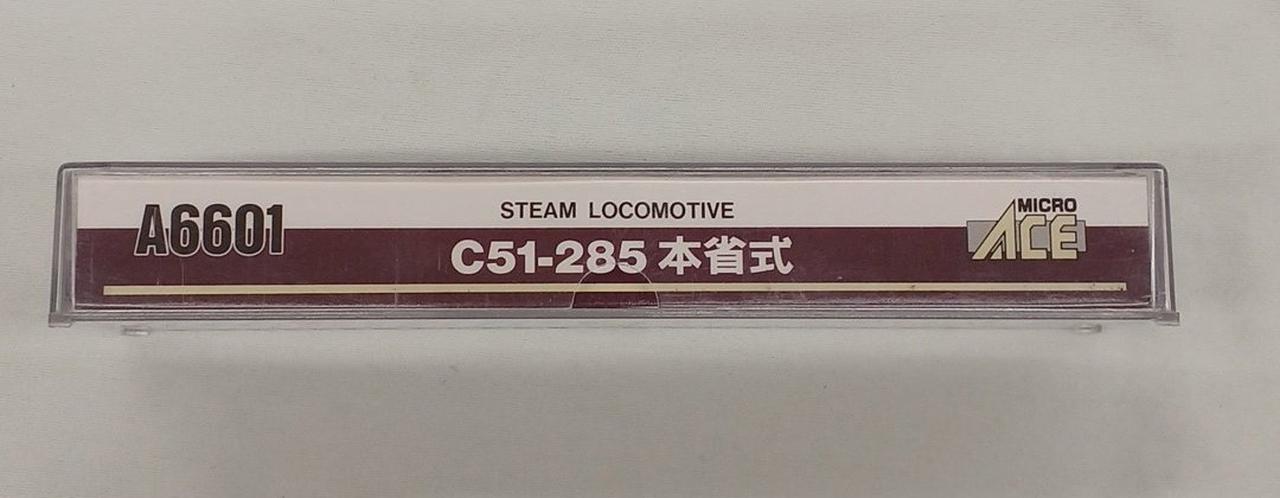 A6601
STEAM LOCOMOTIVE
C51-285 本省式
MICRO
ACE